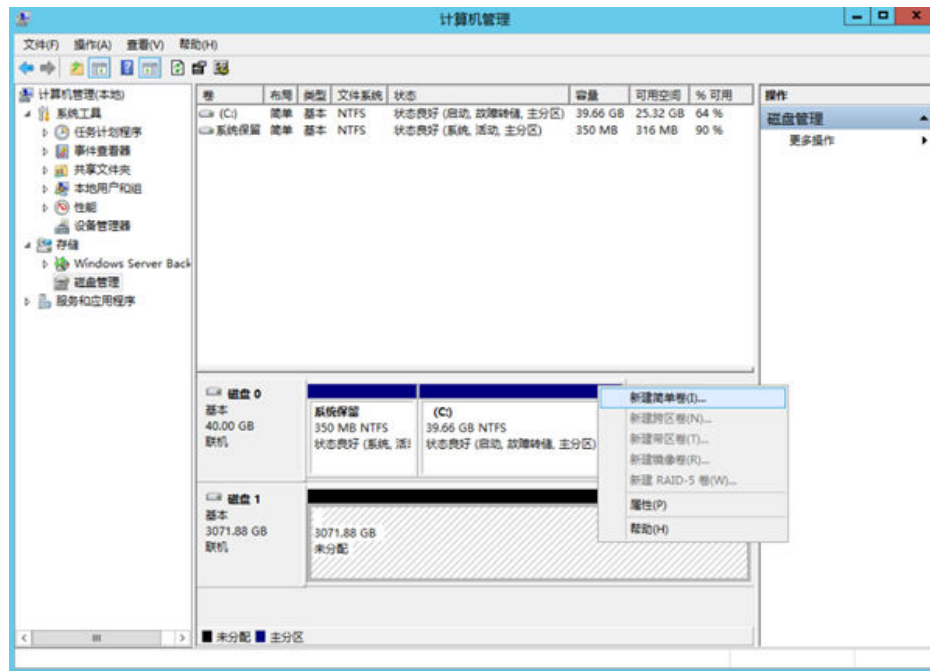 计算机管理
文件(F) 操作(A) 查看(V) 帮助(H)
计算机管理(本地)
系统工具
任务计划程序
事件查看器
共享文件夹
本地用户和组
性能
设备管理器
存储
Windows Server Back
磁盘管理
服务和应用程序
卷 布局 类型 文件系统 状态 容量 可用空间 % 可用
(C:) 简单 基本 NTFS 状态良好 (启动, 故障转储, 主分区) 39.66 GB 25.32 GB 64 %
系统保留 简单 基本 NTFS 状态良好 (系统, 活动, 主分区) 350 MB 316 MB 90 %
操作
磁盘管理
更多操作
磁盘 0
基本
40.00 GB
联机
系统保留
350 MB NTFS
状态良好 (系统, 活动
(C:)
39.66 GB NTFS
状态良好 (启动, 故障转储, 主分区)
磁盘 1
基本
3071.88 GB
联机
3071.88 GB
未分配
新建简单卷(I)...
新建跨区卷(N)...
新建带区卷(T)...
新建镜像卷(R)...
新建 RAID-5 卷(W)...
属性(P)
帮助(H)
未分配 主分区